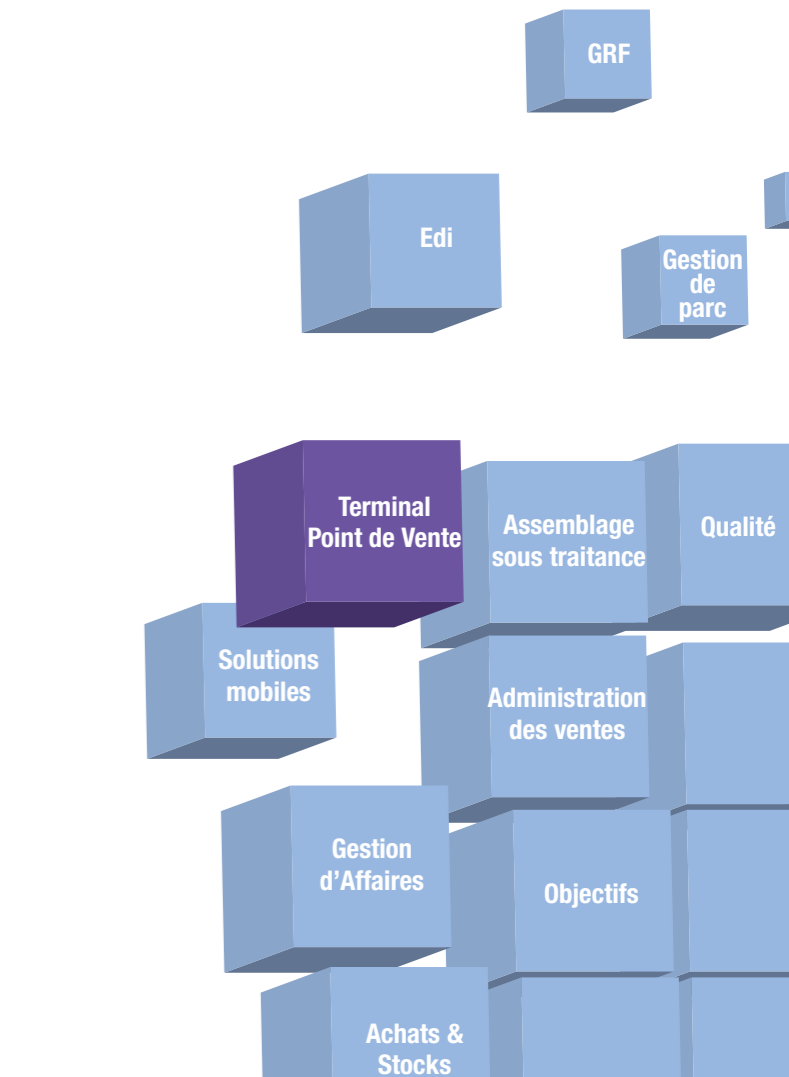 GRF
Edi
Gestion
de
parc
Terminal
Point de Vente
Assemblage
sous traitance
Qualité
Solutions
mobiles
Administration
des ventes
Gestion
d’Affaires
Objectifs
Achats &
Stocks